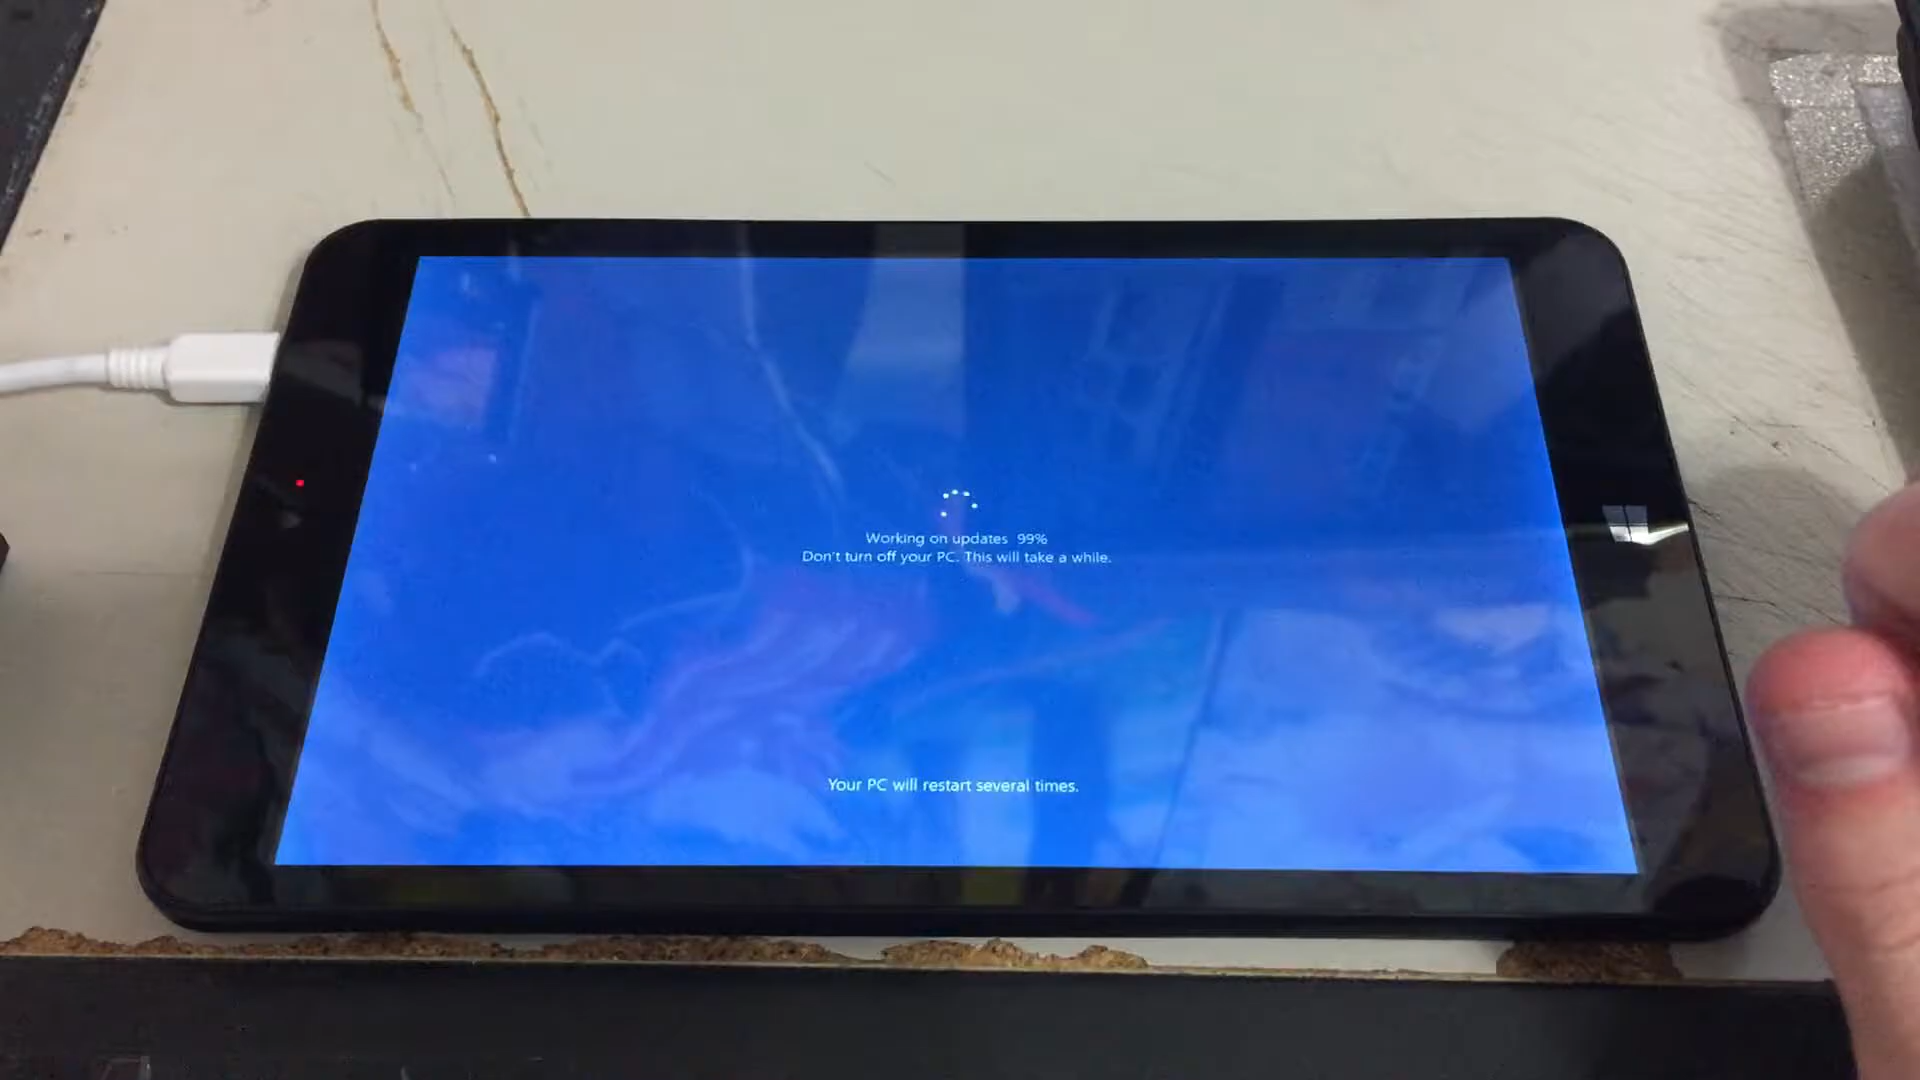 Working on updates 99%
Don't turn off your PC. This will take a while.
Your PC will restart several times.